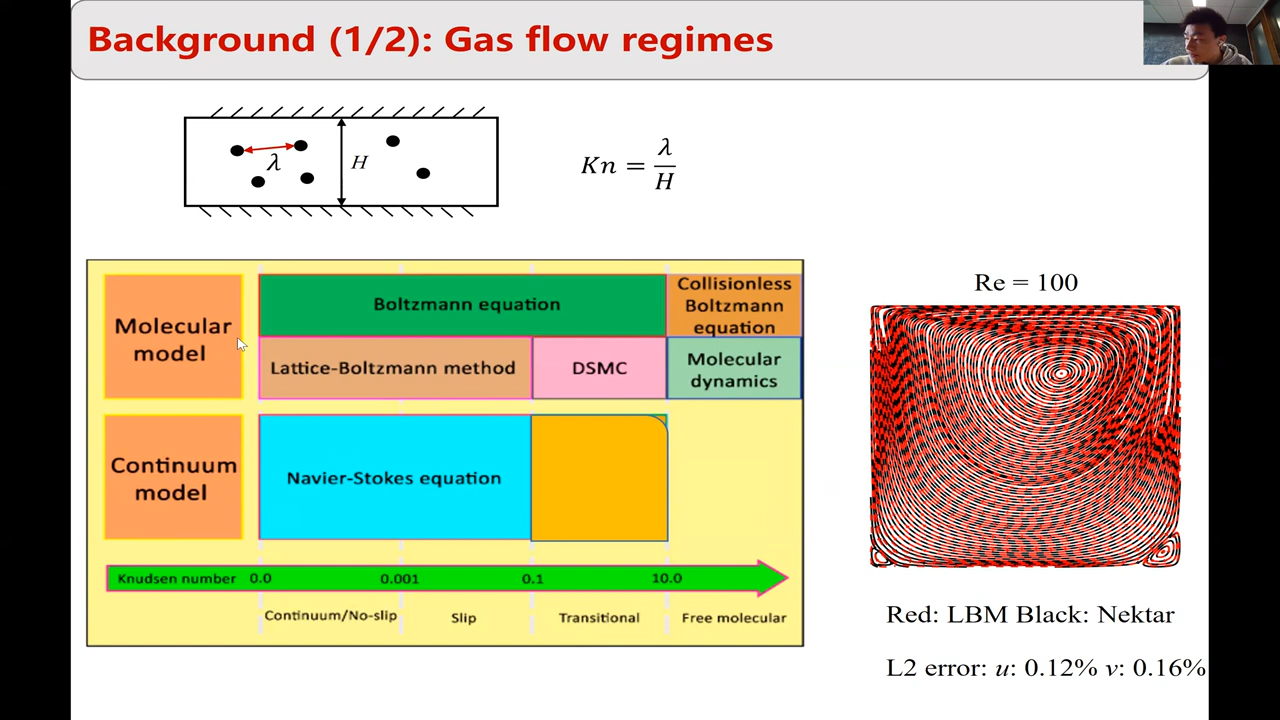 Background (1/2): Gas flow regimes
λ
H
Kn = λ/H
Molecular
model
Boltzmann equation
Collisionless
Boltzmann
equation
Lattice-Boltzmann method
DSMC
Molecular
dynamics
Continuum
model
Navier-Stokes equation
Knudsen number 0.0 0.001 0.1 10.0
Continuum/No-slip Slip Transitional Free molecular
Re = 100
Red: LBM Black: Nektar
L2 error: u: 0.12% v: 0.16%